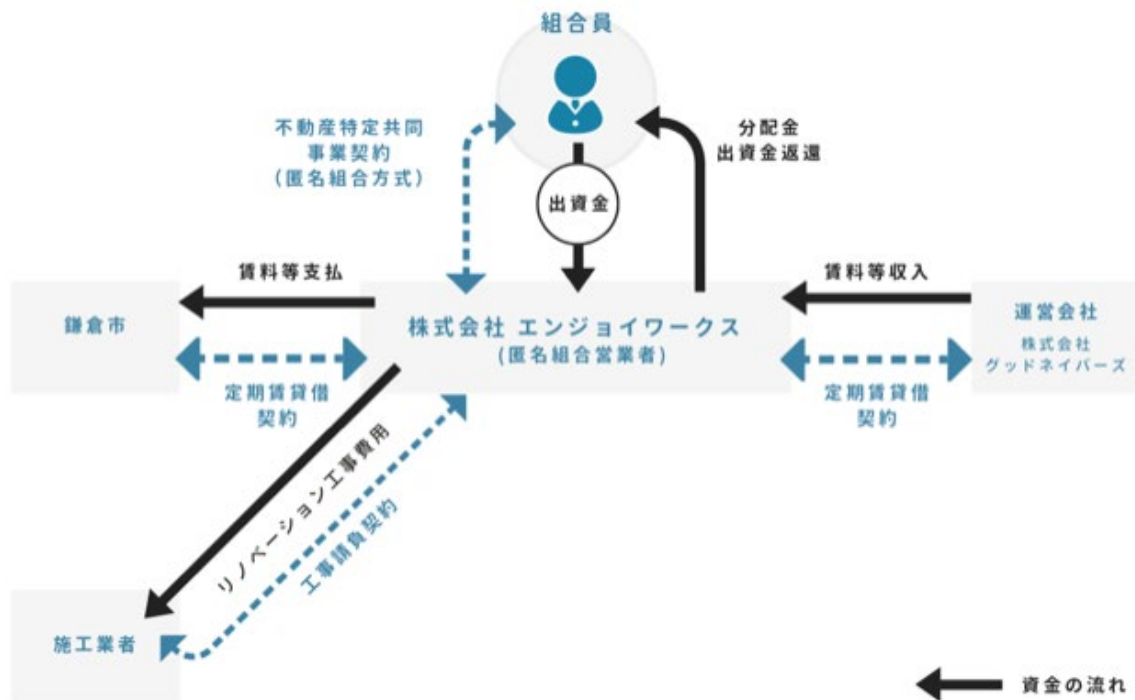 組合員
不動産特定共同
事業契約
（匿名組合方式）
分配金
出資金返還
出資金
賃料等支払
賃料等収入
鎌倉市
株式会社 エンジョイワークス
(匿名組合営業者)
運営会社
株式会社
グッドネイバーズ
定期賃貸借
契約
定期賃貸借
契約
リノベーション工事費用
工事請負契約
施工業者
資金の流れ